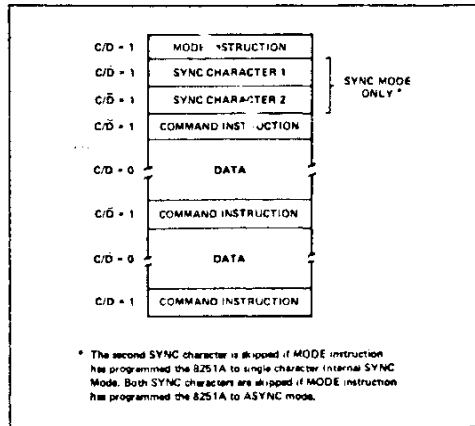 C/D̅ = 1 MODE INSTRUCTION
C/D̅ = 1 SYNC CHARACTER 1
C/D̅ = 1 SYNC CHARACTER 2
SYNC MODE
ONLY *
C/D̅ = 1 COMMAND INSTRUCTION
C/D̅ = 0 DATA
C/D̅ = 1 COMMAND INSTRUCTION
C/D̅ = 0 DATA
C/D̅ = 1 COMMAND INSTRUCTION
* The second SYNC character is skipped if MODE instruction
has programmed the 8251A to single character Internal SYNC
Mode. Both SYNC characters are skipped if MODE instruction
has programmed the 8251A to ASYNC mode.